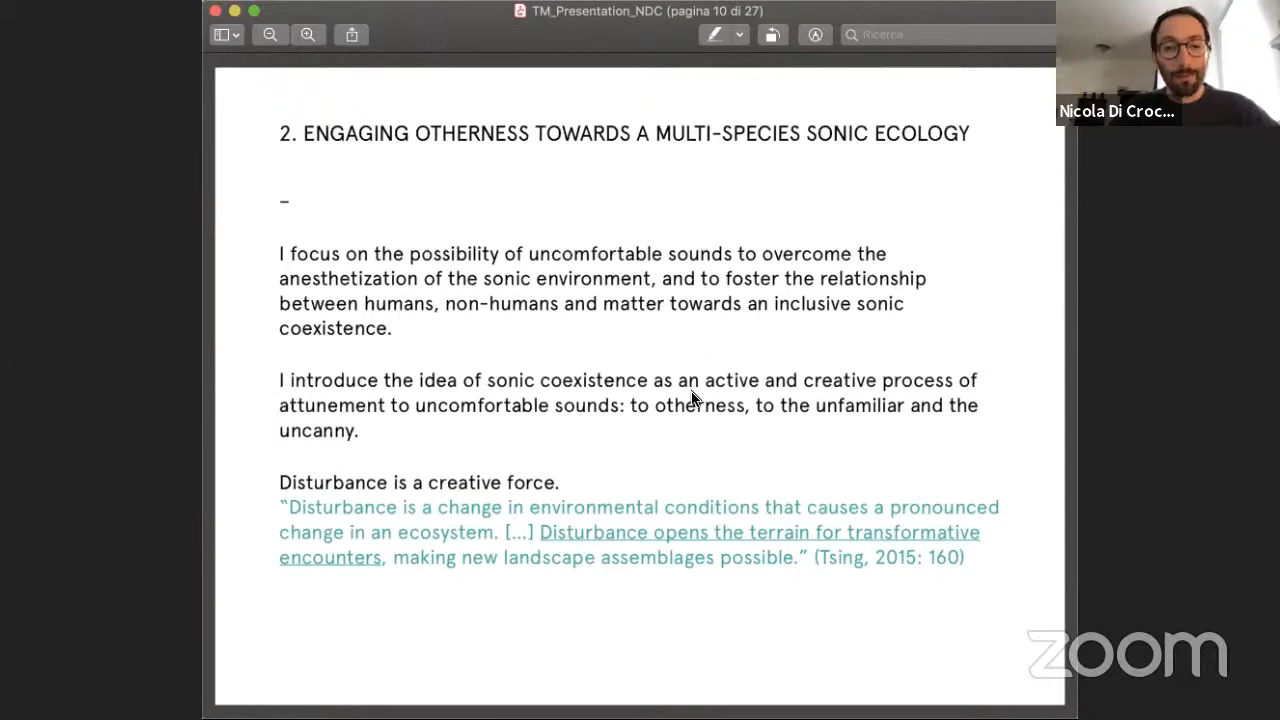 TM_Presentation_NDC (pagina 10 di 27)
Ricerce
Nicola Di Croc...
2. ENGAGING OTHERNESS TOWARDS A MULTI-SPECIES SONIC ECOLOGY
–
I focus on the possibility of uncomfortable sounds to overcome the
anesthetization of the sonic environment, and to foster the relationship
between humans, non-humans and matter towards an inclusive sonic
coexistence.
I introduce the idea of sonic coexistence as an active and creative process of
attunement to uncomfortable sounds: to otherness, to the unfamiliar and the
uncanny.
Disturbance is a creative force.
“Disturbance is a change in environmental conditions that causes a pronounced
change in an ecosystem. [...] Disturbance opens the terrain for transformative
encounters, making new landscape assemblages possible.” (Tsing, 2015: 160)
zoom